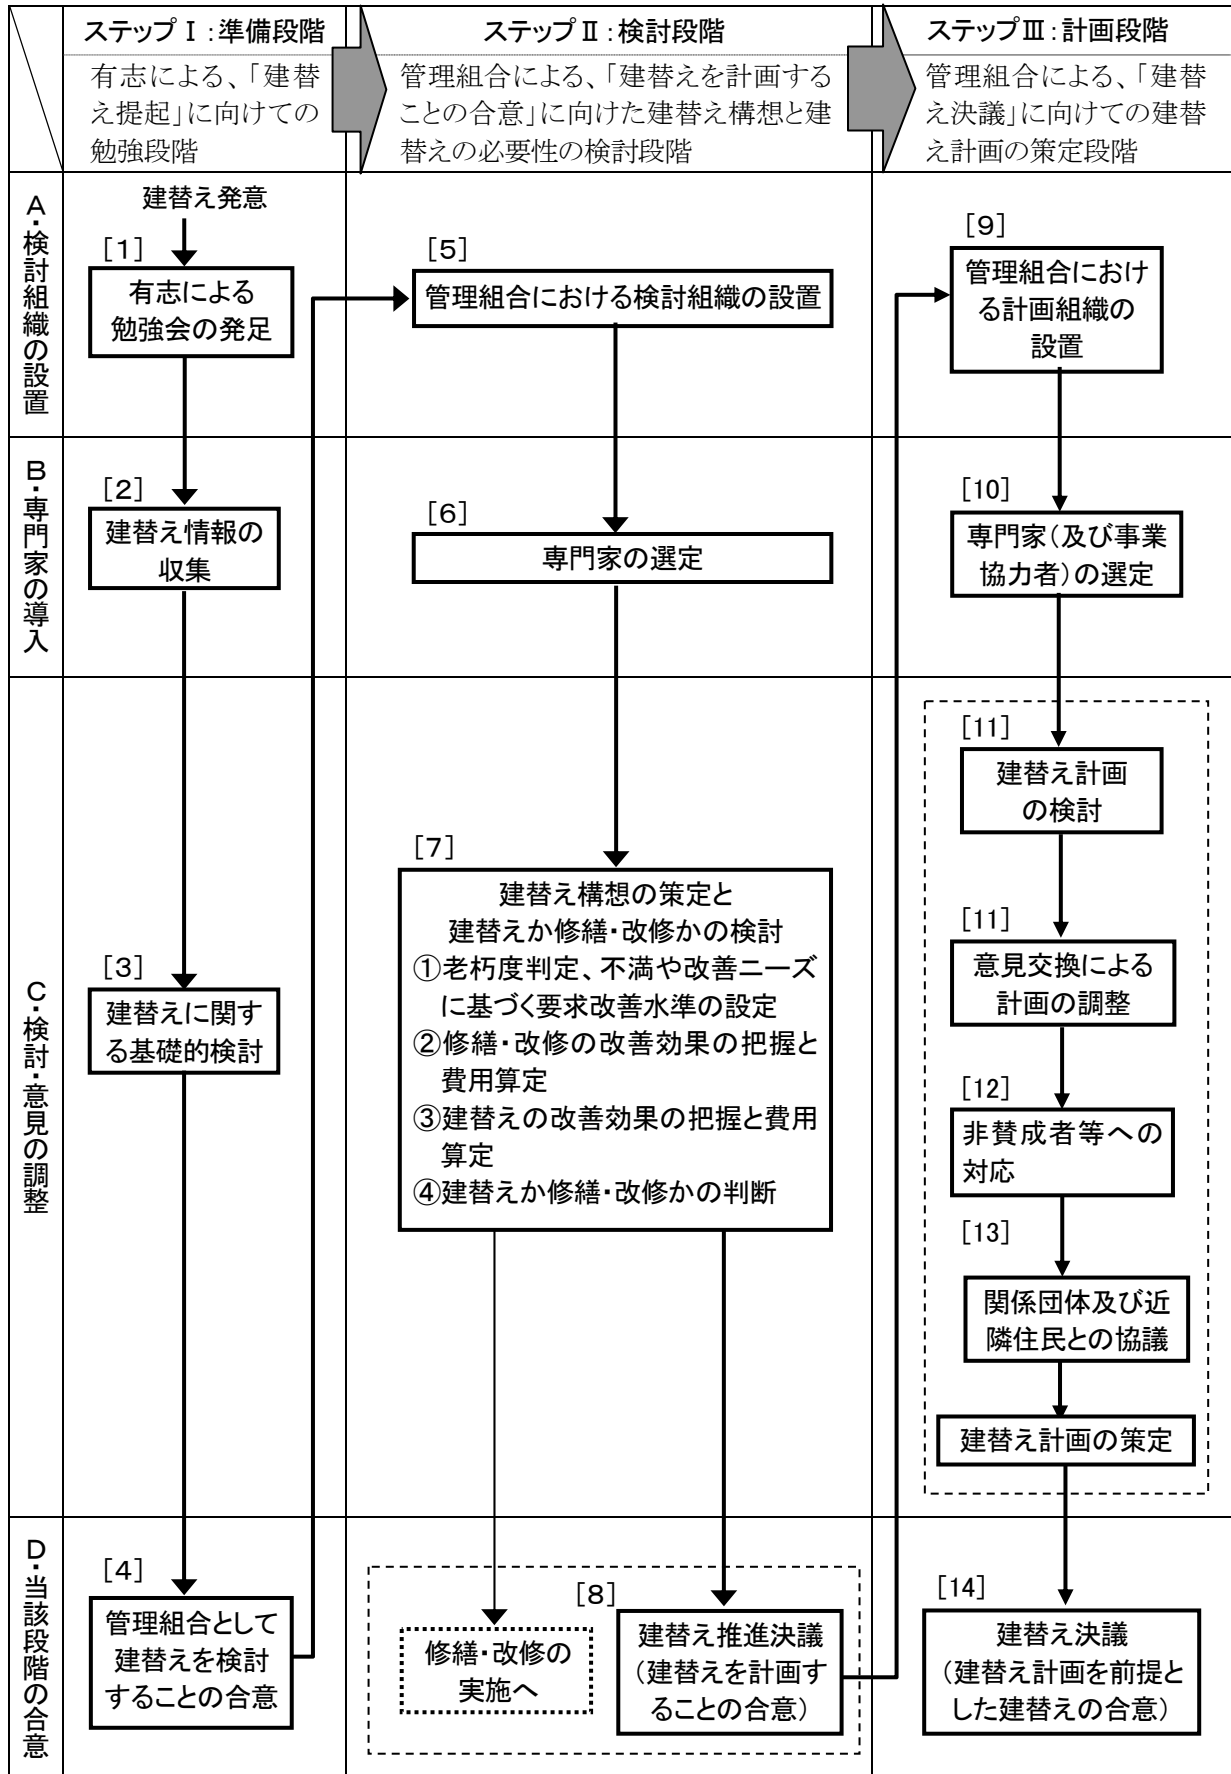 ステップⅠ:準備段階
有志による、「建替
え提起」に向けての
勉強段階
ステップⅡ:検討段階
管理組合による、「建替えを計画する
ことの合意」に向けた建替え構想と建
替えの必要性の検討段階
ステップⅢ:計画段階
管理組合による、「建替
え決議」に向けての建替
え計画の策定段階
A・検討組織の設置
建替え発意
[1]
有志による
勉強会の発足
[5]
管理組合における検討組織の設置
[9]
管理組合におけ
る計画組織の
設置
B・専門家の導入
[2]
建替え情報の
収集
[6]
専門家の選定
[10]
専門家(及び事業
協力者)の選定
C・検討・意見の調整
[3]
建替えに関す
る基礎的検討
[7]
建替え構想の策定と
建替えか修繕・改修かの検討
①老朽度判定、不満や改善ニーズ
に基づく要求改善水準の設定
②修繕・改修の改善効果の把握と
費用算定
③建替えの改善効果の把握と費用
算定
④建替えか修繕・改修かの判断
[11]
建替え計画
の検討
[11]
意見交換による
計画の調整
[12]
非賛成者等への
対応
[13]
関係団体及び近
隣住民との協議
建替え計画の策定
D・当該段階の合意
[4]
管理組合として
建替えを検討
することの合意
修繕・改修の
実施へ
[8]
建替え推進決議
(建替えを計画す
ることの合意)
[14]
建替え決議
(建替え計画を前提と
した建替えの合意)